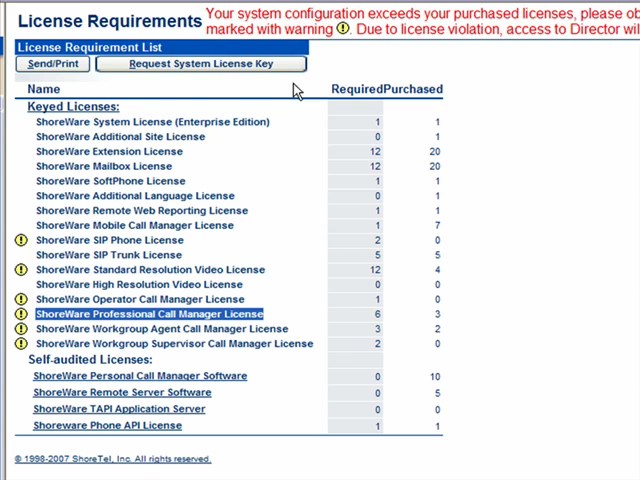 License Requirements
Your system configuration exceeds your purchased licenses, please
marked with warning . Due to license violation, access to Director
License Requirement List
Send/Print Request System License Key
Name Required Purchased
Keyed Licenses:
ShoreWare System License (Enterprise Edition) 1 1
ShoreWare Additional Site License 0 1
ShoreWare Extension License 12 20
ShoreWare Mailbox License 12 20
ShoreWare SoftPhone License 1 1
ShoreWare Additional Language License 0 1
ShoreWare Remote Web Reporting License 1 1
ShoreWare Mobile Call Manager License 1 7
ShoreWare SIP Phone License 2 0
ShoreWare SIP Trunk License 5 5
ShoreWare Standard Resolution Video License 12 4
ShoreWare High Resolution Video License 0 0
ShoreWare Operator Call Manager License 1 0
ShoreWare Professional Call Manager License 6 3
ShoreWare Workgroup Agent Call Manager License 3 2
ShoreWare Workgroup Supervisor Call Manager License 2 0
Self-audited Licenses:
ShoreWare Personal Call Manager Software 0 10
ShoreWare Remote Server Software 0 5
ShoreWare TAPI Application Server 0 0
Shoreware Phone API License 1 1
© 1998-2007 ShoreTel, Inc. All rights reserved.